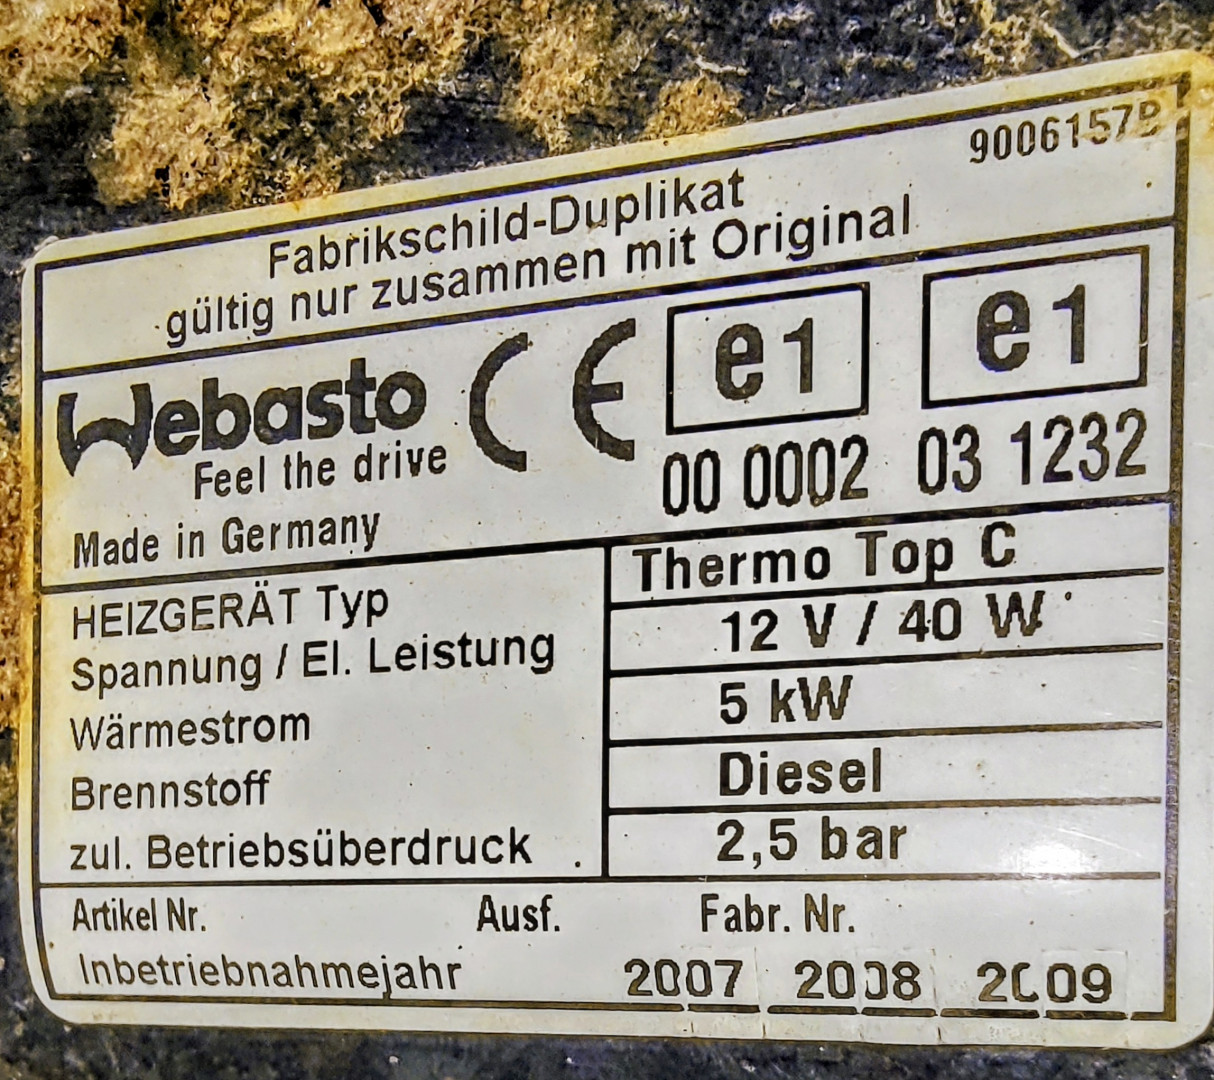 Fabrikschild-Duplikat
gültig nur zusammen mit Original
Webasto
Feel the drive
Made in Germany
CE
e1 e1
00 0002 03 1232
HEIZGERÄT Typ Thermo Top C
Spannung / El. Leistung 12 V / 40 W
Wärmestrom 5 kW
Brennstoff Diesel
zul. Betriebsüberdruck 2,5 bar
Artikel Nr. Ausf. Fabr. Nr.
Inbetriebnahmejahr 2007 2008 2009